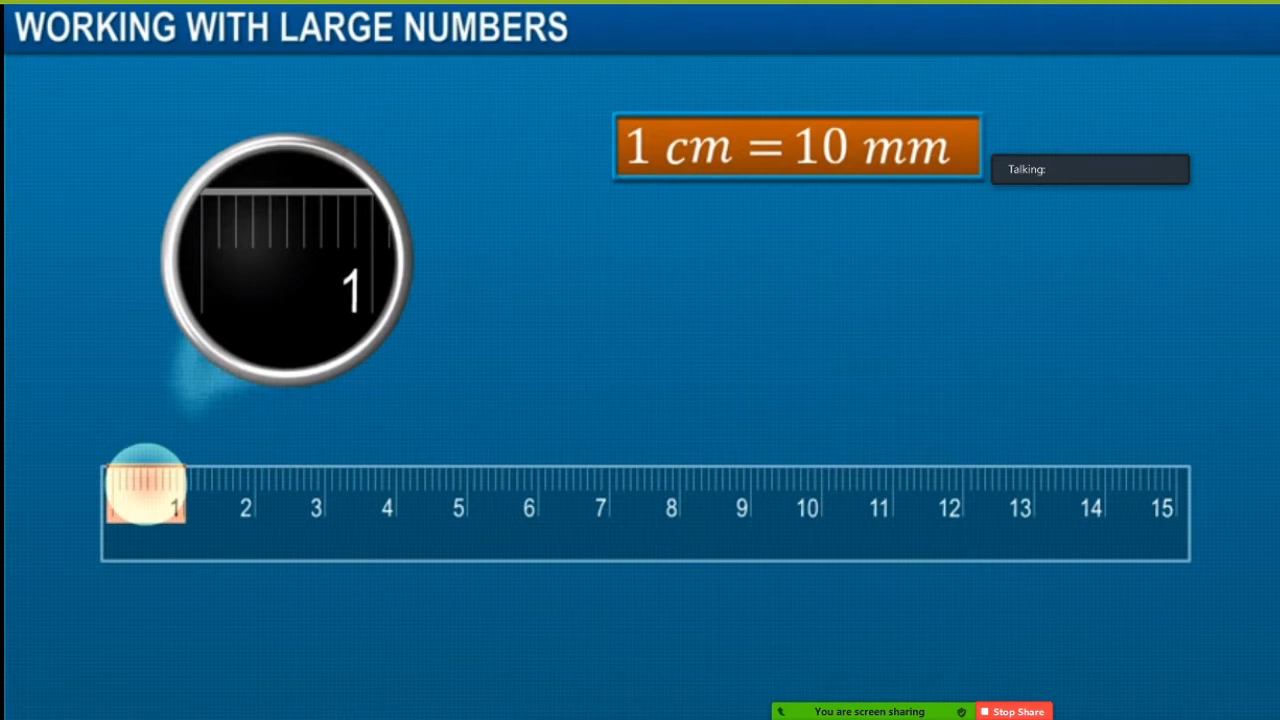 WORKING WITH LARGE NUMBERS
1 cm = 10 mm
Talking:
1
1 2 3 4 5 6 7 8 9 10 11 12 13 14 15
You are screen sharing
Stop Share